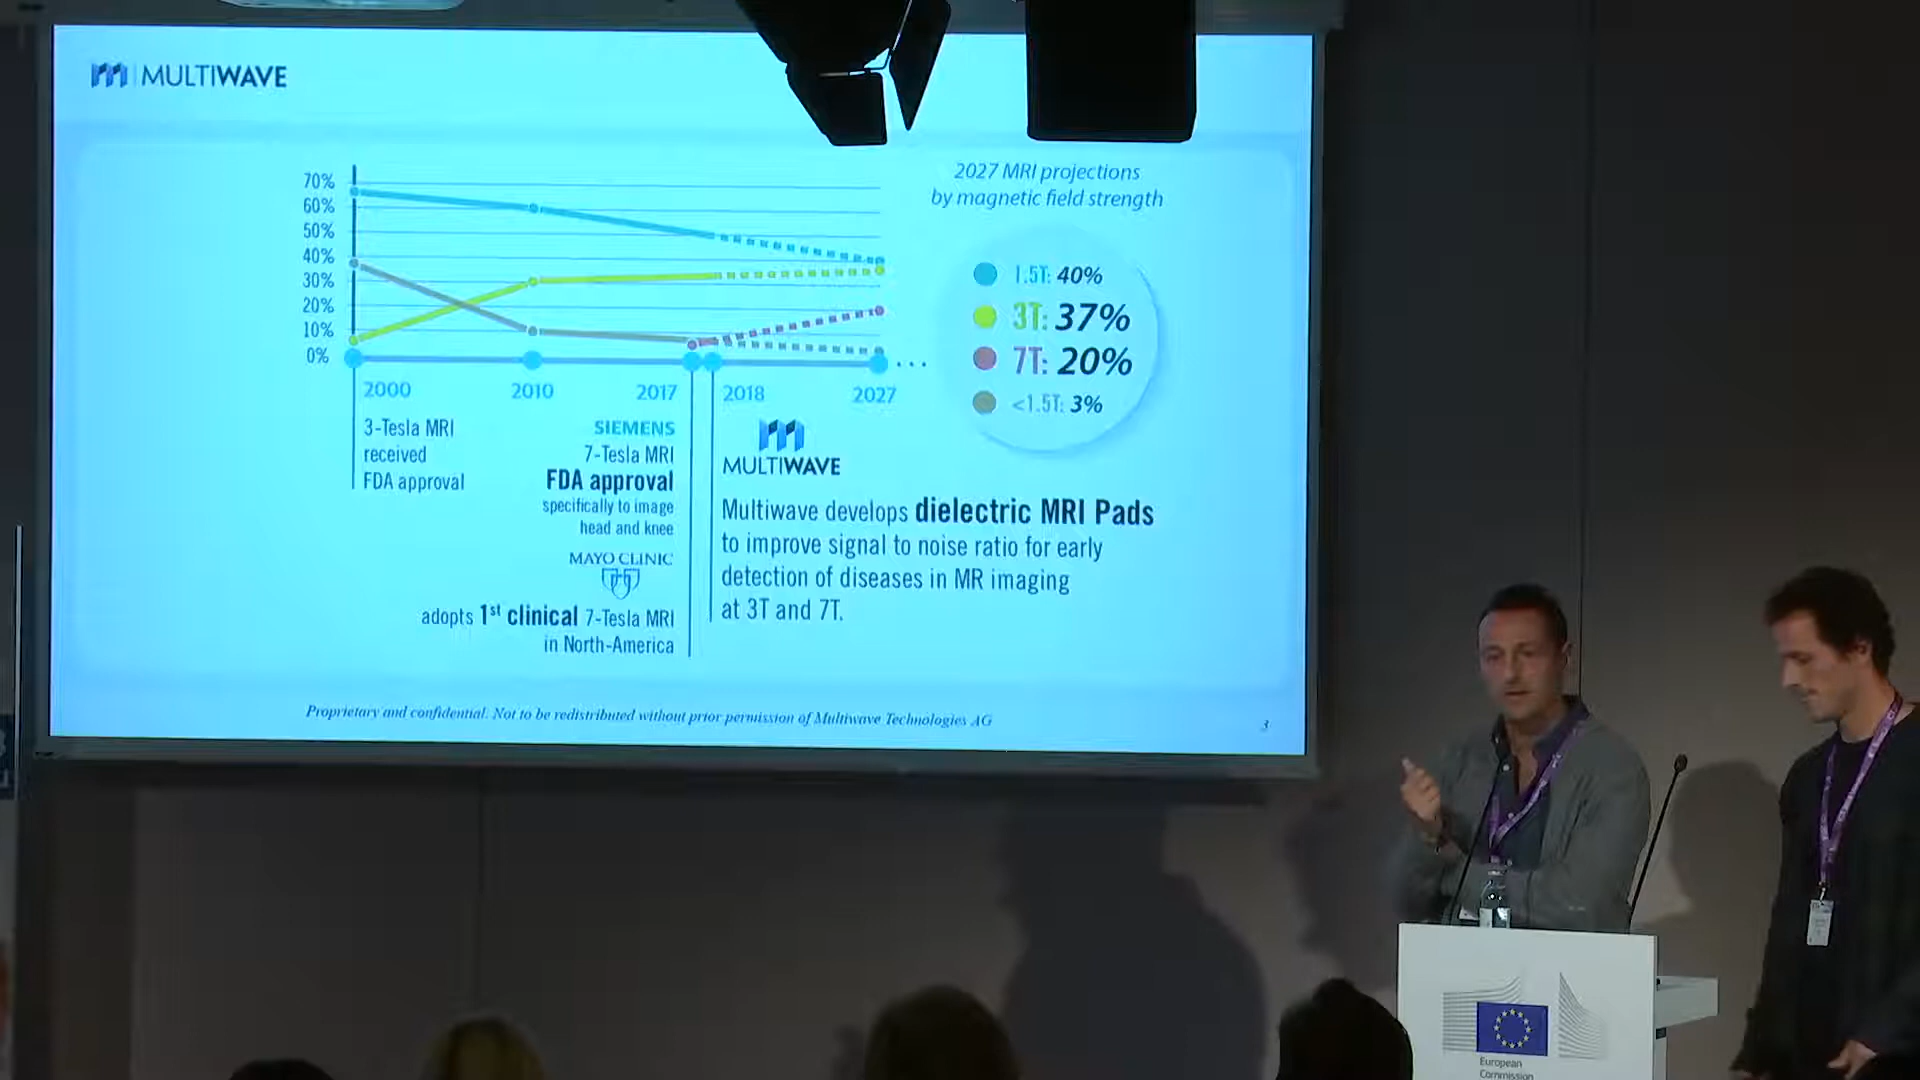 MULTIWAVE
2027 MRI projections
by magnetic field strength
70%
60%
50%
40%
30%
20%
10%
0%
1.5T: 40%
3T: 37%
7T: 20%
<1.5T: 3%
2000
2010
2017
2018
2027
...
3-Tesla MRI
received
FDA approval
SIEMENS
7-Tesla MRI
FDA approval
specifically to image
head and knee
MAYO CLINIC
adopts 1st clinical 7-Tesla MRI
in North-America
MULTIWAVE
Multiwave develops dielectric MRI Pads
to improve signal to noise ratio for early
detection of diseases in MR imaging
at 3T and 7T.
Proprietary and confidential. Not to be redistributed without prior permission of Multiwave Technologies AG
3
European
Commission